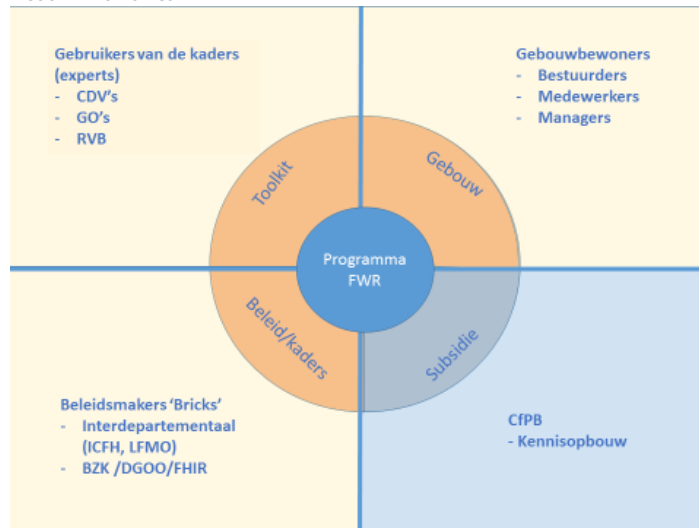 Gebruikers van de kaders
(experts)
- CDV's
- GO's
- RVB
Gebouwbewoners
- Bestuurders
- Medewerkers
- Managers
Toolkit
Gebouw
Programma
FWR
Beleid/kaders
Subsidie
Beleidsmakers 'Bricks'
- Interdepartementaal
(ICFH, LFMO)
- BZK /DGOO/FHIR
CfPB
- Kennisopbouw